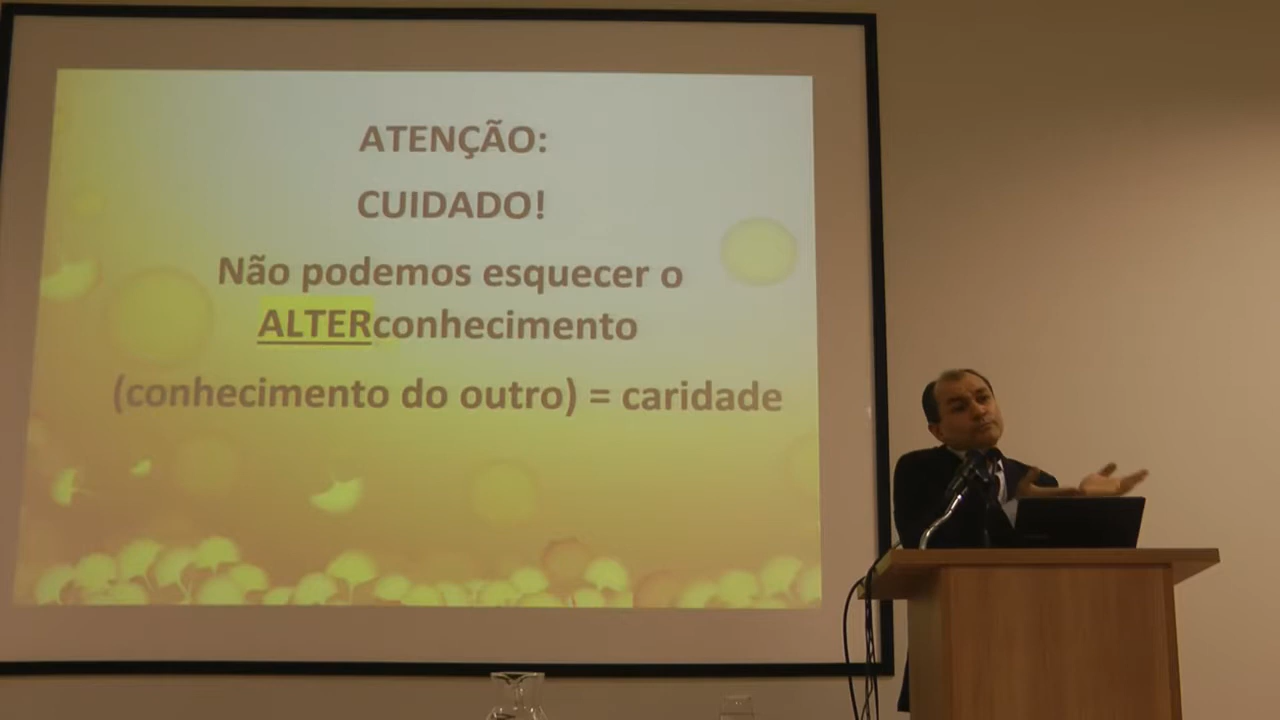 ATENÇÃO:
CUIDADO!
Não podemos esquecer o
ALTERconhecimento
(conhecimento do outro) = caridade